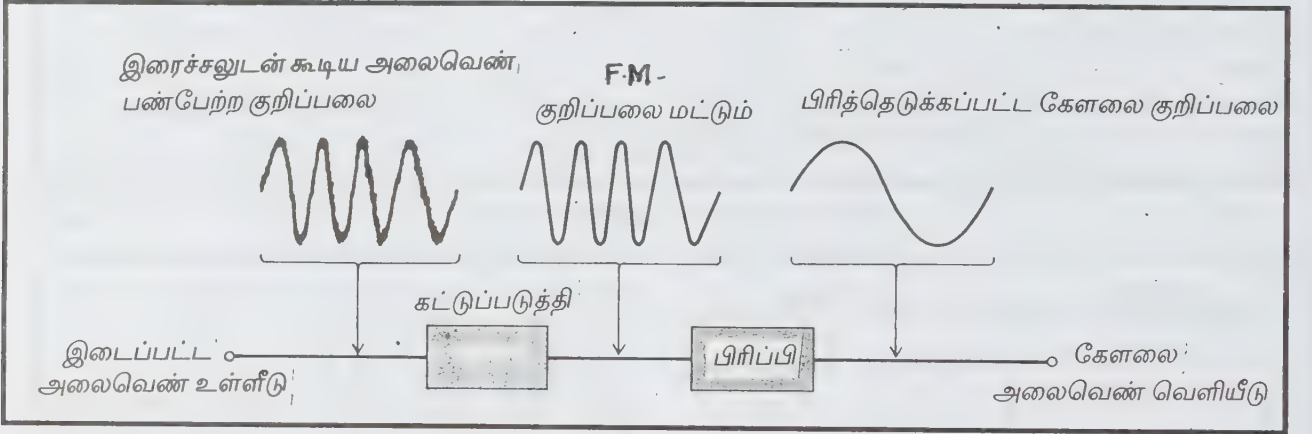 இரைச்சலுடன் கூடிய அலைவெண்
பண்பேற்ற குறிப்பலை
F.M-
குறிப்பலை மட்டும்
பிரித்தெடுக்கப்பட்ட கேளலை குறிப்பலை
கட்டுப்படுத்தி
இடைப்பட்ட
அலைவெண் உள்ளீடு
பிரிப்பி
கேளலை
அலைவெண் வெளியீடு